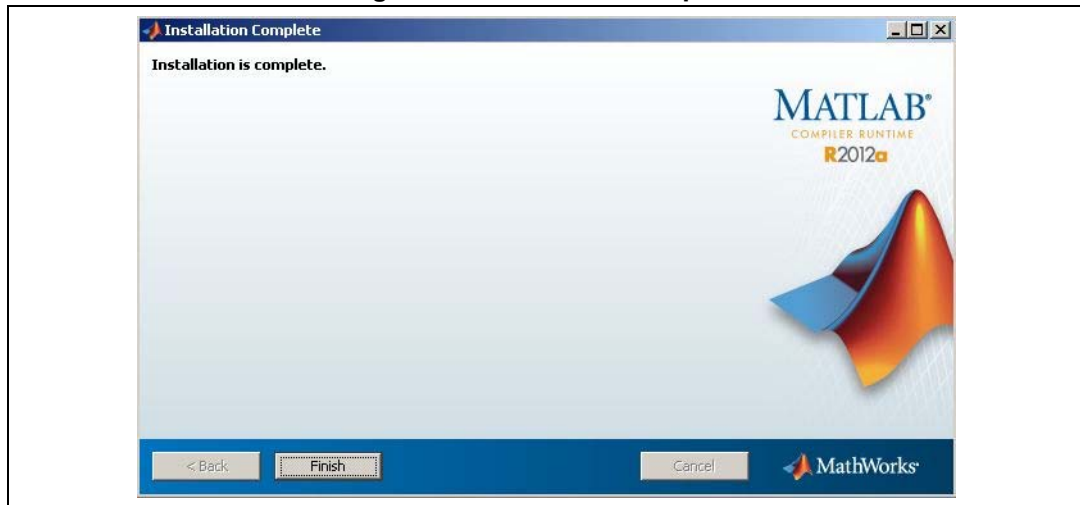 Installation Complete
Installation is complete.
MATLAB®
COMPILER RUNTIME
R2012a
< Back
Finish
Cancel
MathWorks®